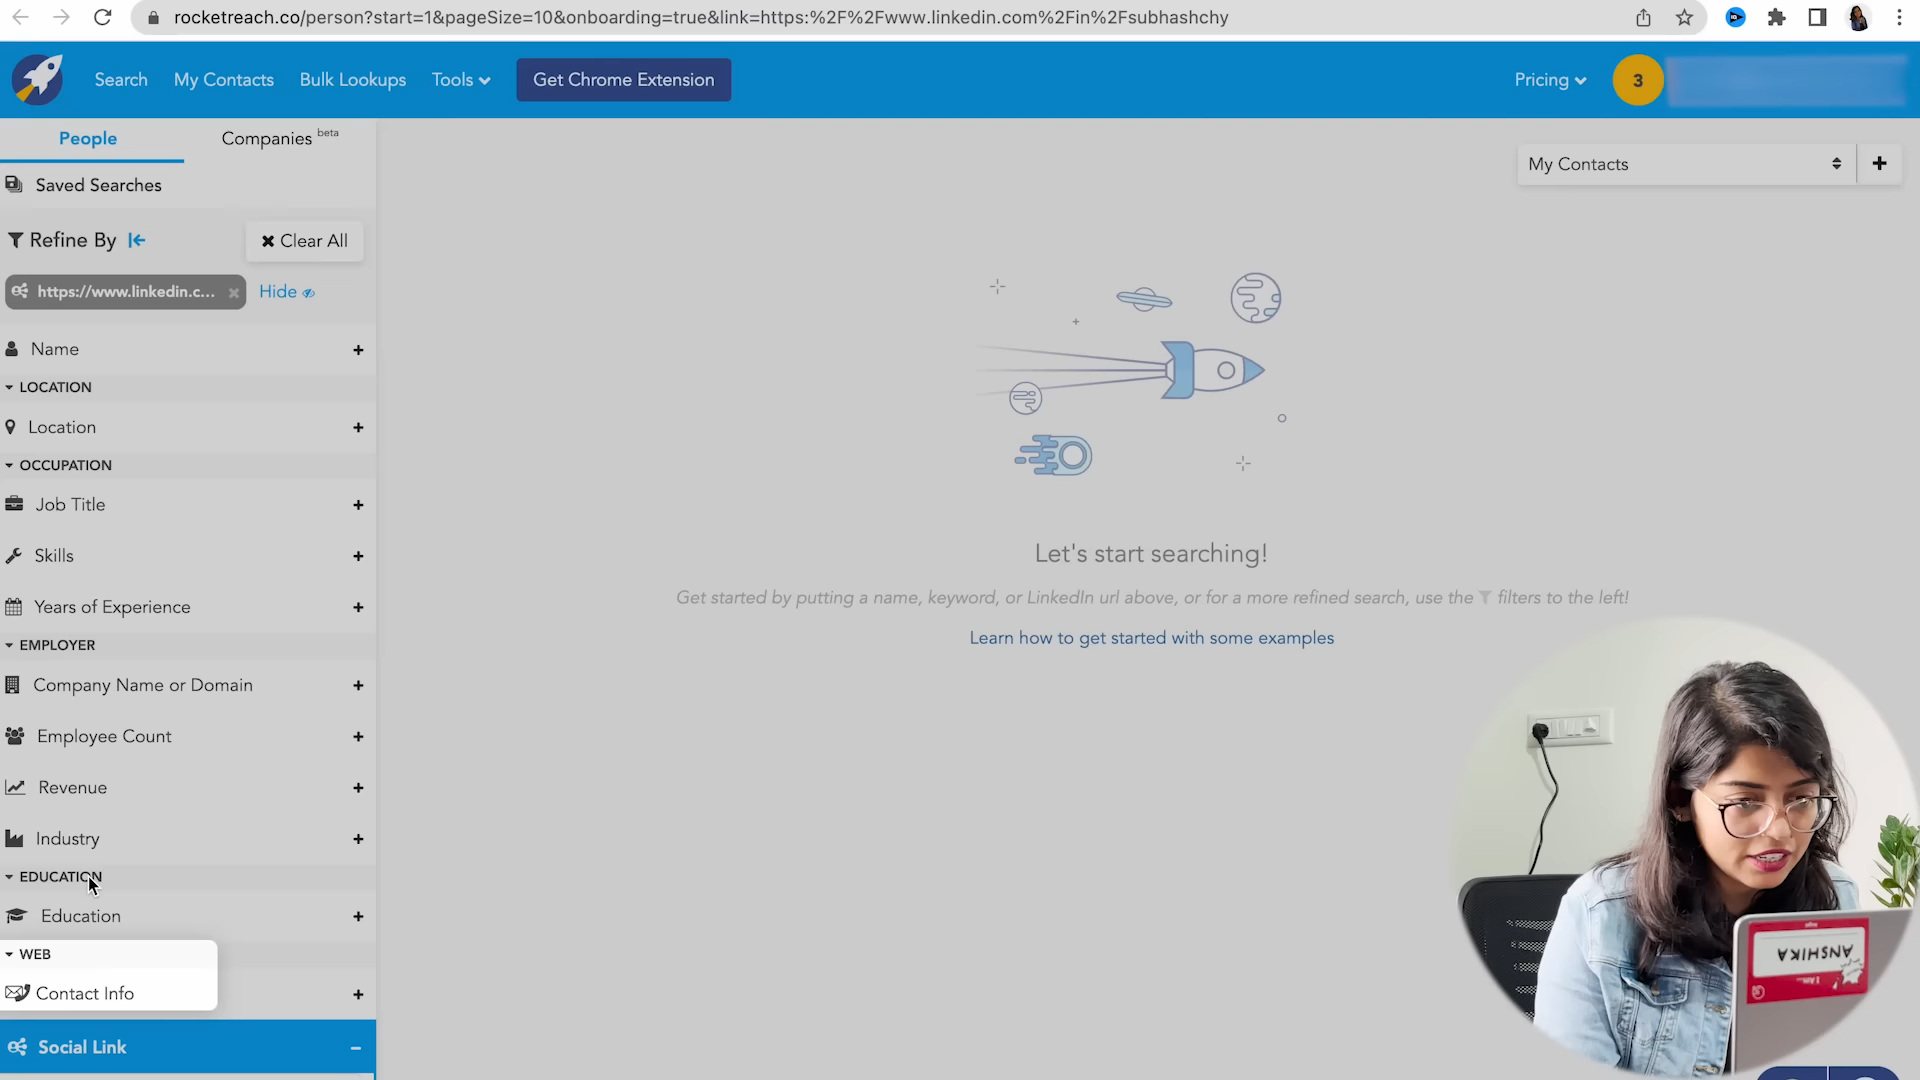 rocketreach.co/person?start=1&pageSize=10&onboarding=true&link=https:%2F%2Fwww.linkedin.com%2Fin%2Fsubhashchy
Search My Contacts Bulk Lookups Tools Get Chrome Extension Pricing 3
People Companies beta
Saved Searches
My Contacts
Refine By Clear All
https://www.linkedin.c... Hide
Name
LOCATION
Location
OCCUPATION
Job Title
Skills
Years of Experience
EMPLOYER
Company Name or Domain
Employee Count
Revenue
Industry
EDUCATION
Education
WEB
Contact Info
Social Link
Let's start searching!
Get started by putting a name, keyword, or LinkedIn url above, or for a more refined search, use the filters to the left!
Learn how to get started with some examples
ANSHIKA